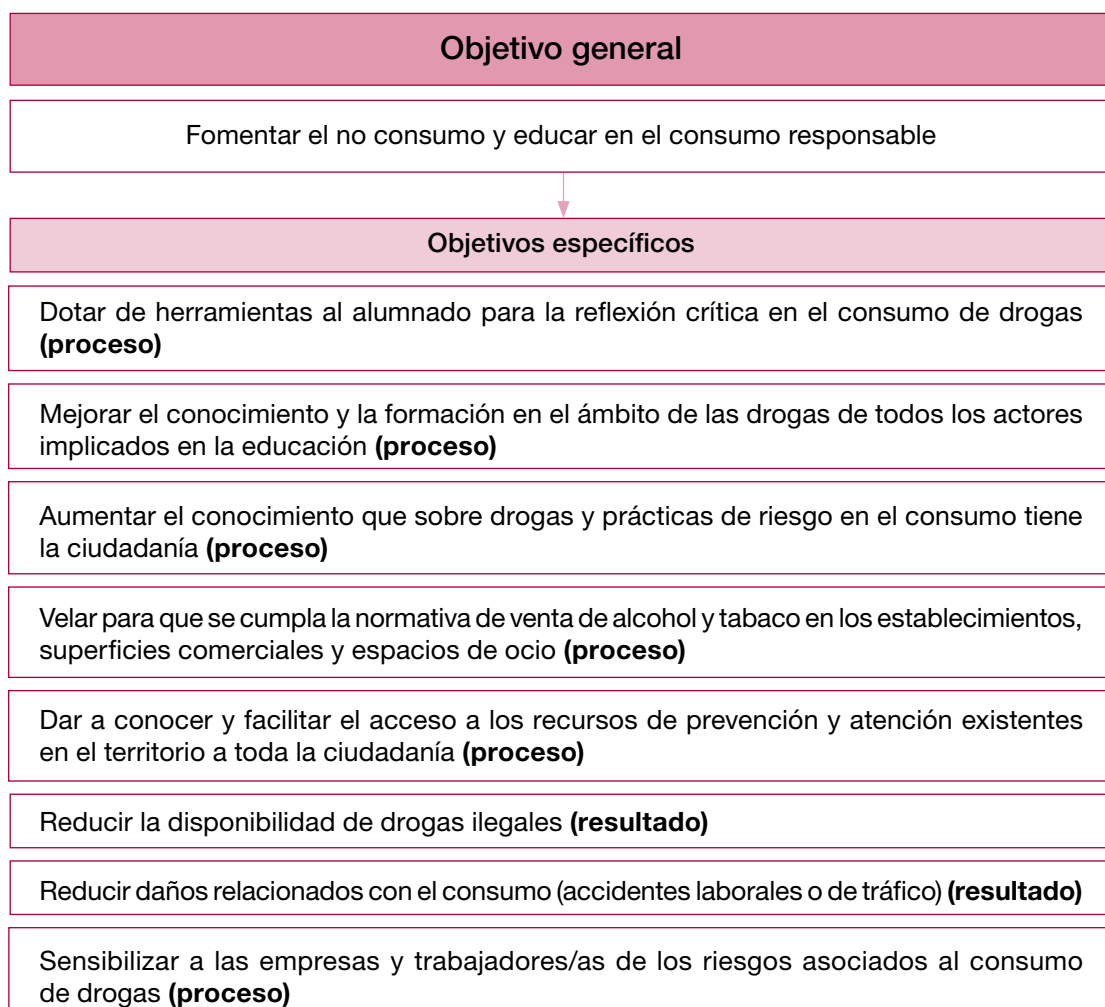 Objetivo general
Fomentar el no consumo y educar en el consumo responsable
Objetivos específicos
Dotar de herramientas al alumnado para la reflexión crítica en el consumo de drogas
(proceso)
Mejorar el conocimiento y la formación en el ámbito de las drogas de todos los actores
implicados en la educación (proceso)
Aumentar el conocimiento que sobre drogas y prácticas de riesgo en el consumo tiene
la ciudadanía (proceso)
Velar para que se cumpla la normativa de venta de alcohol y tabaco en los establecimientos,
superficies comerciales y espacios de ocio (proceso)
Dar a conocer y facilitar el acceso a los recursos de prevención y atención existentes
en el territorio a toda la ciudadanía (proceso)
Reducir la disponibilidad de drogas ilegales (resultado)
Reducir daños relacionados con el consumo (accidentes laborales o de tráfico) (resultado)
Sensibilizar a las empresas y trabajadores/as de los riesgos asociados al consumo
de drogas (proceso)